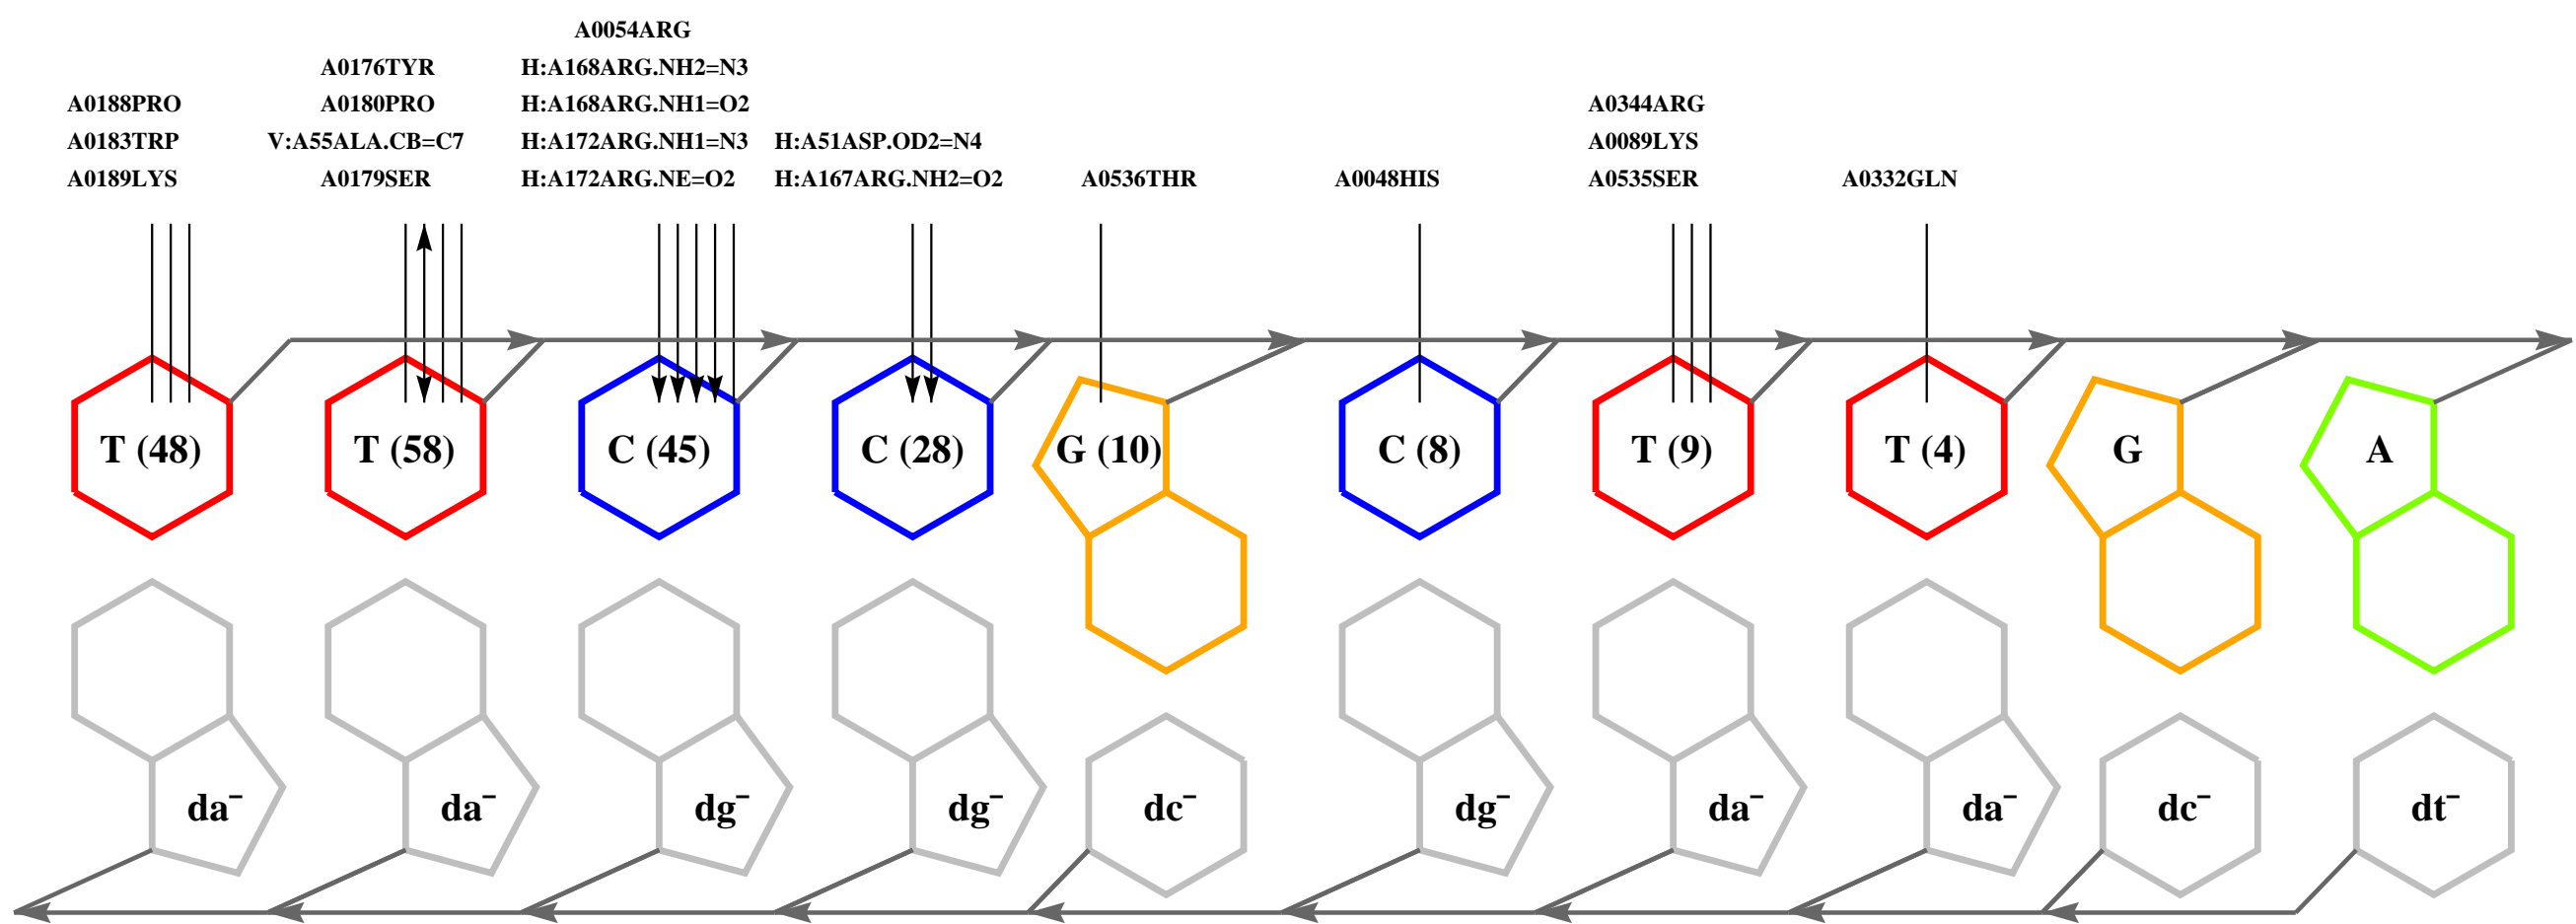 A0054ARG
A0176TYR H:A168ARG.NH2=N3
A0188PRO A0180PRO H:A168ARG.NH1=O2 A0344ARG
A0183TRP V:A55ALA.CB=C7 H:A172ARG.NH1=N3 H:A51ASP.OD2=N4 A0089LYS
A0189LYS A0179SER H:A172ARG.NE=O2 H:A167ARG.NH2=O2 A0536THR A0048HIS A0535SER A0332GLN
T (48) T (58) C (45) C (28) G (10) C (8) T (9) T (4) G A
da⁻ da⁻ dg⁻ dg⁻ dc⁻ dg⁻ da⁻ da⁻ dc⁻ dt⁻